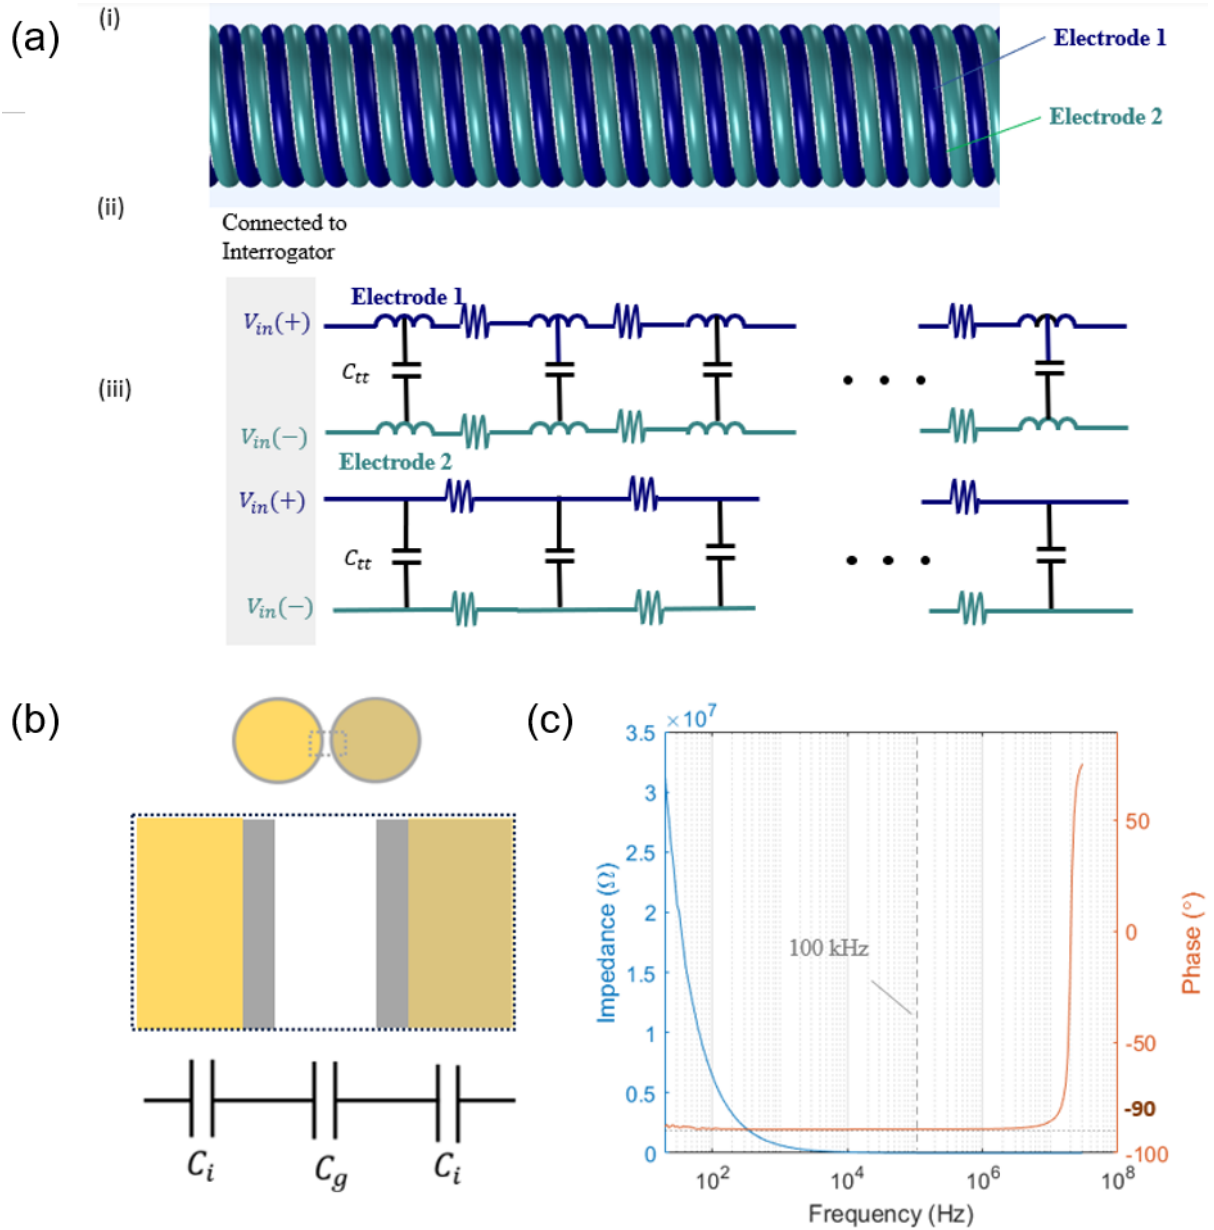 (a)
(i)
Electrode 1
Electrode 2
(ii)
Connected to
Interrogator
Electrode 1
V_in(+)
C_tt
(iii)
V_in(−)
Electrode 2
V_in(+)
C_tt
V_in(−)
(b)
C_i
C_g
C_i
(c)
×10^7
3.5
3
2.5
2
1.5
1
0.5
0
Impedance (Ω)
100 kHz
50
0
-50
-90
-100
Phase (°)
10^2
10^4
10^6
10^8
Frequency (Hz)